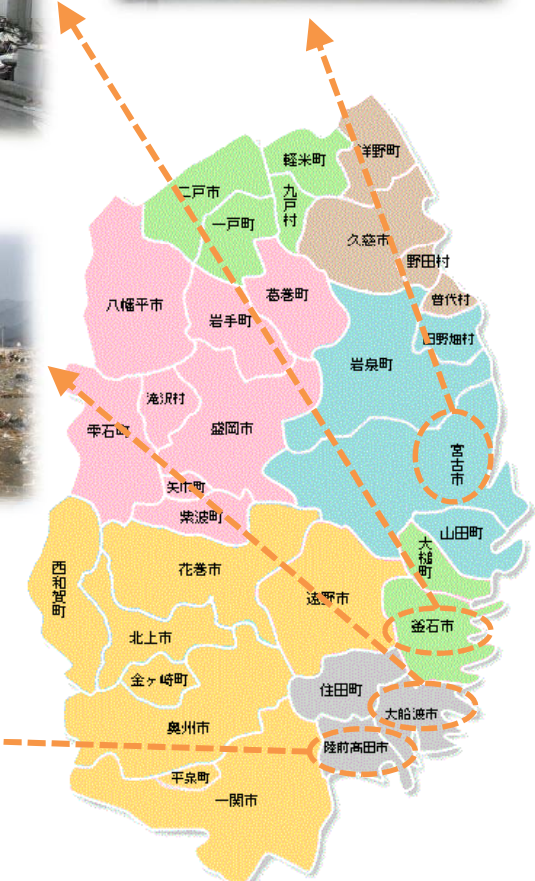 洋野町
軽米町
二戸市
九戸村
一戸町
久慈市
野田村
葛巻町
普代村
八幡平市
岩手町
田野畑村
岩泉町
滝沢村
雫石町
盛岡市
宮古市
矢巾町
紫波町
山田町
大槌町
西和賀町
花巻市
遠野市
釜石市
北上市
金ヶ崎町
住田町
大船渡市
奥州市
陸前高田市
平泉町
一関市